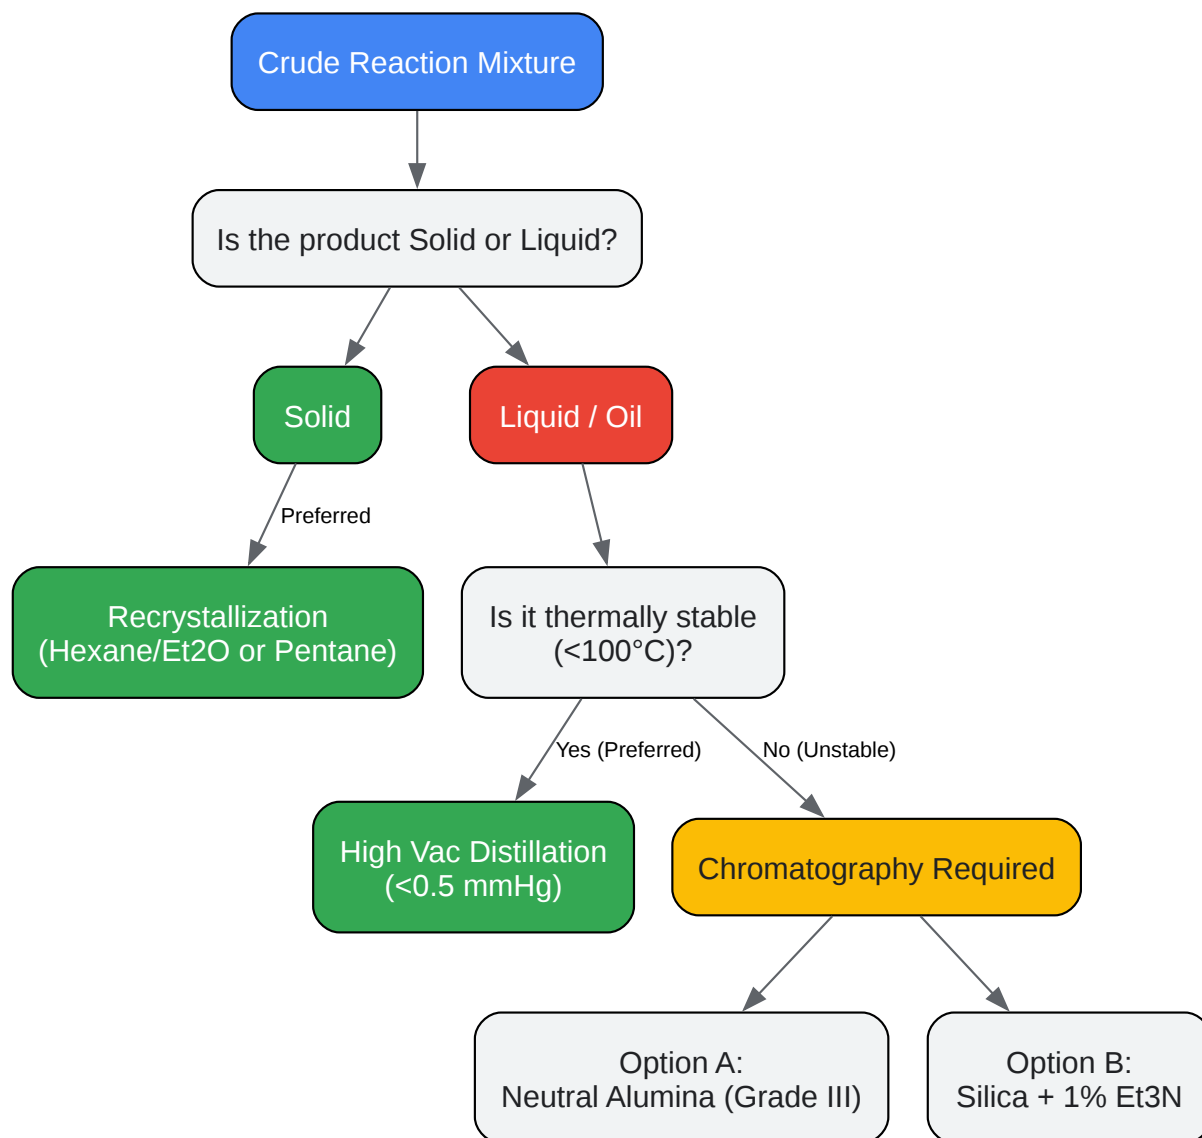 Crude Reaction Mixture
Is the product Solid or Liquid?
Solid
Liquid / Oil
Preferred
Recrystallization
(Hexane/Et2O or Pentane)
Is it thermally stable
(<100°C)?
Yes (Preferred)
No (Unstable)
High Vac Distillation
(<0.5 mmHg)
Chromatography Required
Option A:
Neutral Alumina (Grade III)
Option B:
Silica + 1% Et3N